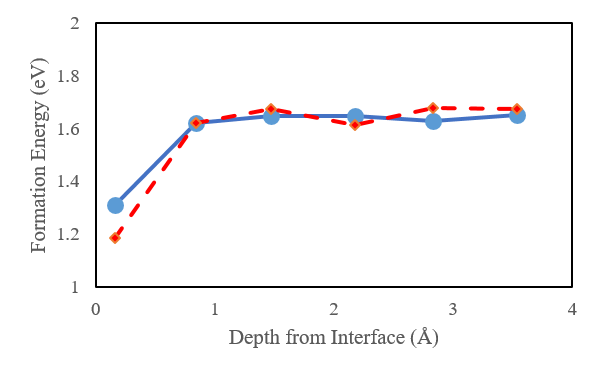 2
1.8
1.6
1.4
1.2
1
Formation Energy (eV)
0 1 2 3 4
Depth from Interface (Å)